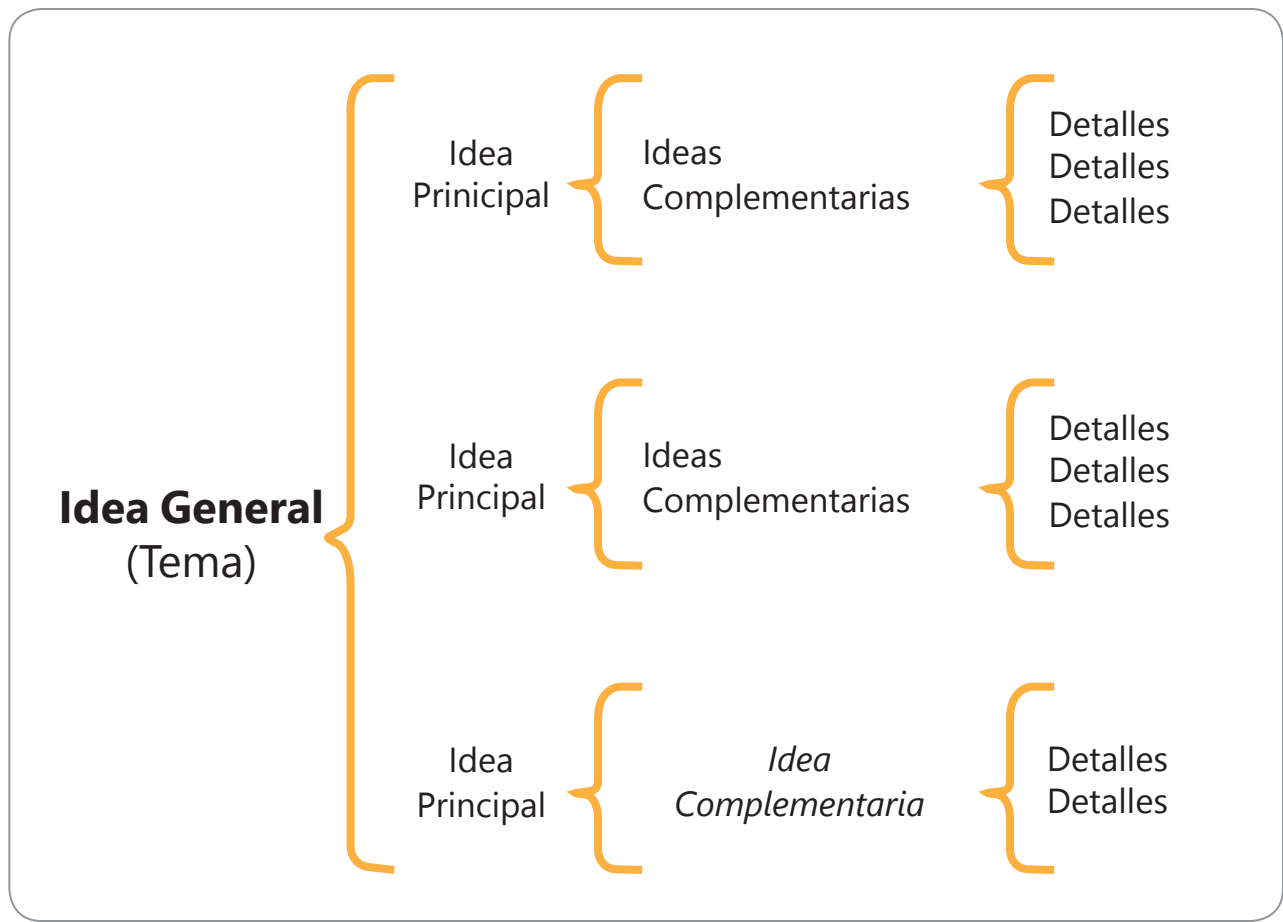 Idea General
(Tema)
Idea
Prinicipal
Ideas
Complementarias
Detalles
Detalles
Detalles
Idea
Principal
Ideas
Complementarias
Detalles
Detalles
Detalles
Idea
Principal
Idea
Complementaria
Detalles
Detalles